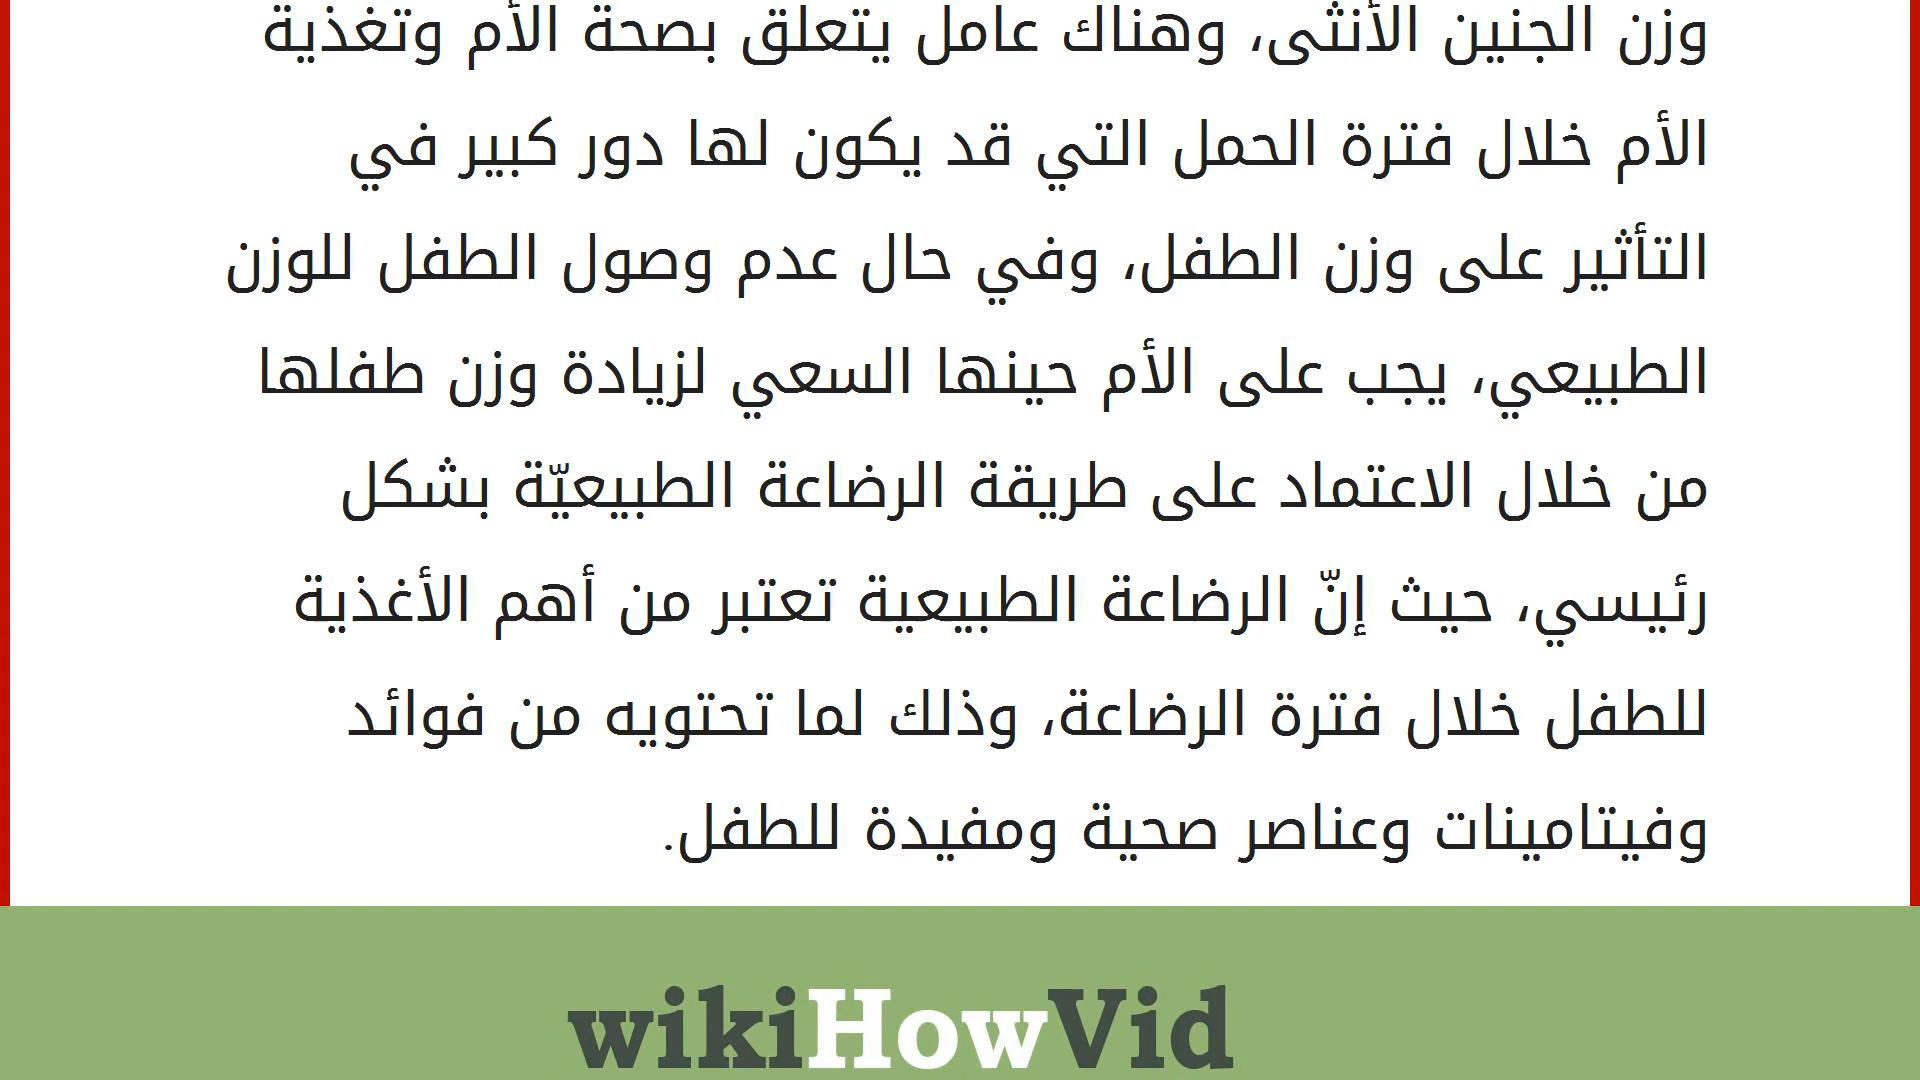 وزن الجنين الأنثى، وهناك عامل يتعلق بصحة الأم وتغذية
الأم خلال فترة الحمل التي قد يكون لها دور كبير في
التأثير على وزن الطفل، وفي حال عدم وصول الطفل للوزن
الطبيعي، يجب على الأم حينها السعي لزيادة وزن طفلها
من خلال الاعتماد على طريقة الرضاعة الطبيعيّة بشكل
رئيسي، حيث إنّ الرضاعة الطبيعية تعتبر من أهم الأغذية
للطفل خلال فترة الرضاعة، وذلك لما تحتويه من فوائد
وفيتامينات وعناصر صحية ومفيدة للطفل.
wikiHowVid